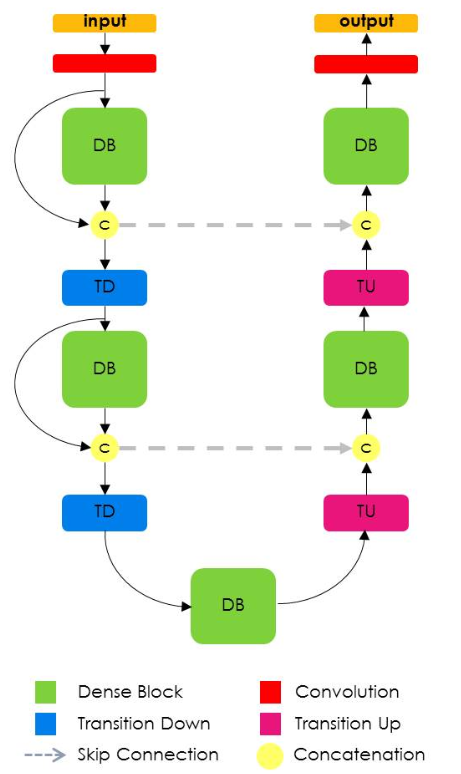 input
output
DB
DB
C
C
TD
TU
DB
DB
C
C
TD
TU
DB
Dense Block
Convolution
Transition Down
Transition Up
Skip Connection
Concatenation